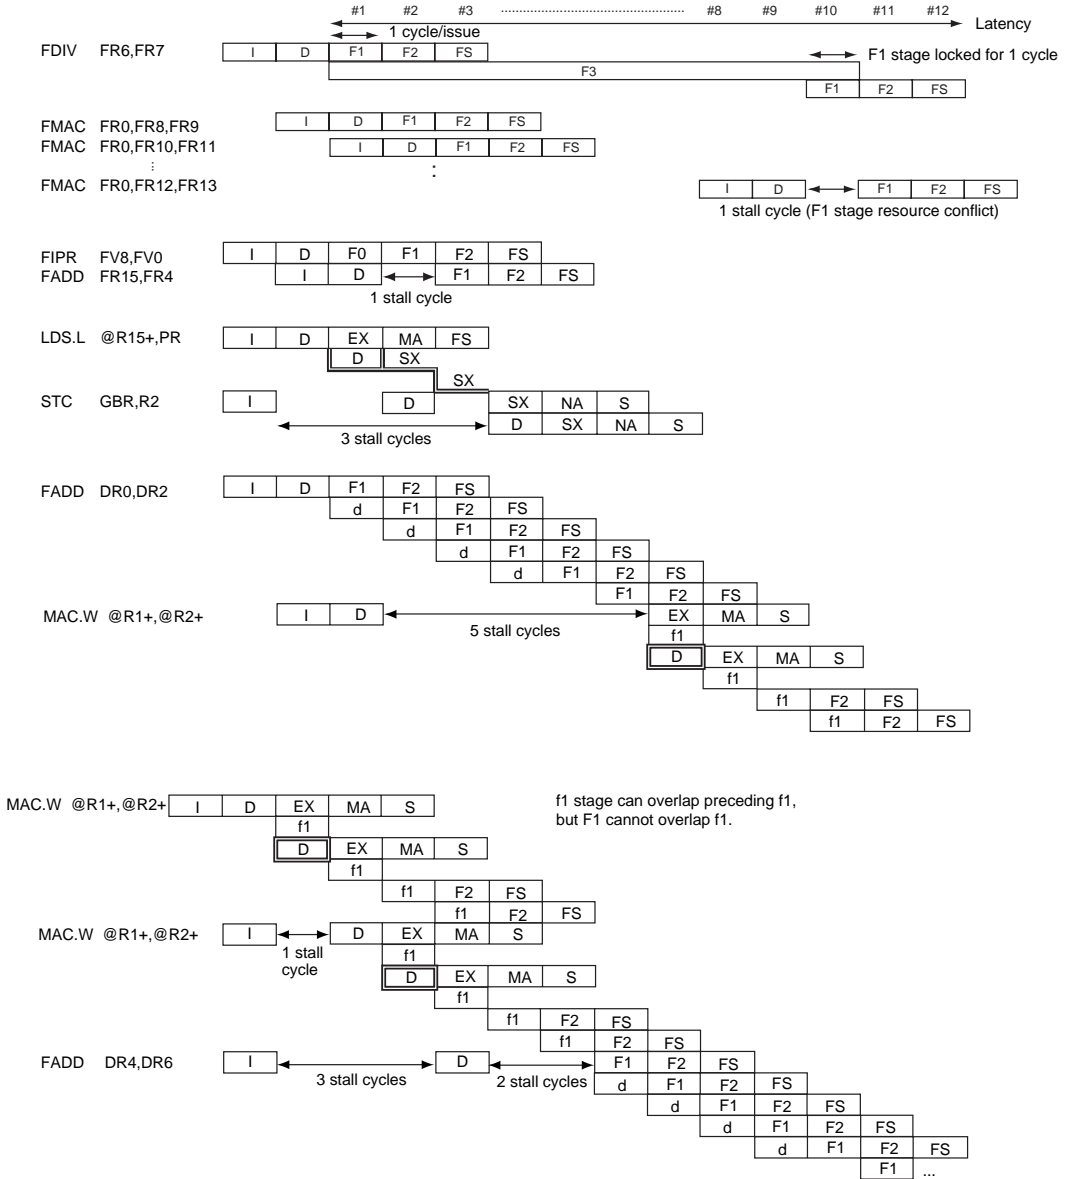 #1 #2 #3 #8 #9 #10 #11 #12
Latency
1 cycle/issue
FDIV FR6,FR7 I D F1 F2 FS
F1 stage locked for 1 cycle
F3
F1 F2 FS
FMAC FR0,FR8,FR9 I D F1 F2 FS
FMAC FR0,FR10,FR11 I D F1 F2 FS
FMAC FR0,FR12,FR13 I D F1 F2 FS
1 stall cycle (F1 stage resource conflict)
FIPR FV8,FV0 I D F0 F1 F2 FS
FADD FR15,FR4 I D F1 F2 FS
1 stall cycle
LDS.L @R15+,PR I D EX MA FS
D SX
SX
STC GBR,R2 I D SX NA S
D SX NA S
3 stall cycles
FADD DR0,DR2 I D F1 F2 FS
d F1 F2 FS
d F1 F2 FS
d F1 F2 FS
d F1 F2 FS
F1 F2 FS
MAC.W @R1+,@R2+ I D EX MA S
5 stall cycles
f1
D EX MA S
f1
f1 F2 FS
f1 F2 FS
MAC.W @R1+,@R2+ I D EX MA S
f1 stage can overlap preceding f1,
but F1 cannot overlap f1.
f1
D EX MA S
f1
f1 F2 FS
f1 F2 FS
MAC.W @R1+,@R2+ I D EX MA S
1 stall
cycle
f1
D EX MA S
f1
f1 F2 FS
f1 F2 FS
FADD DR4,DR6 I D F1 F2 FS
3 stall cycles 2 stall cycles
d F1 F2 FS
d F1 F2 FS
d F1 F2 FS
d F1 F2 FS
F1 ...